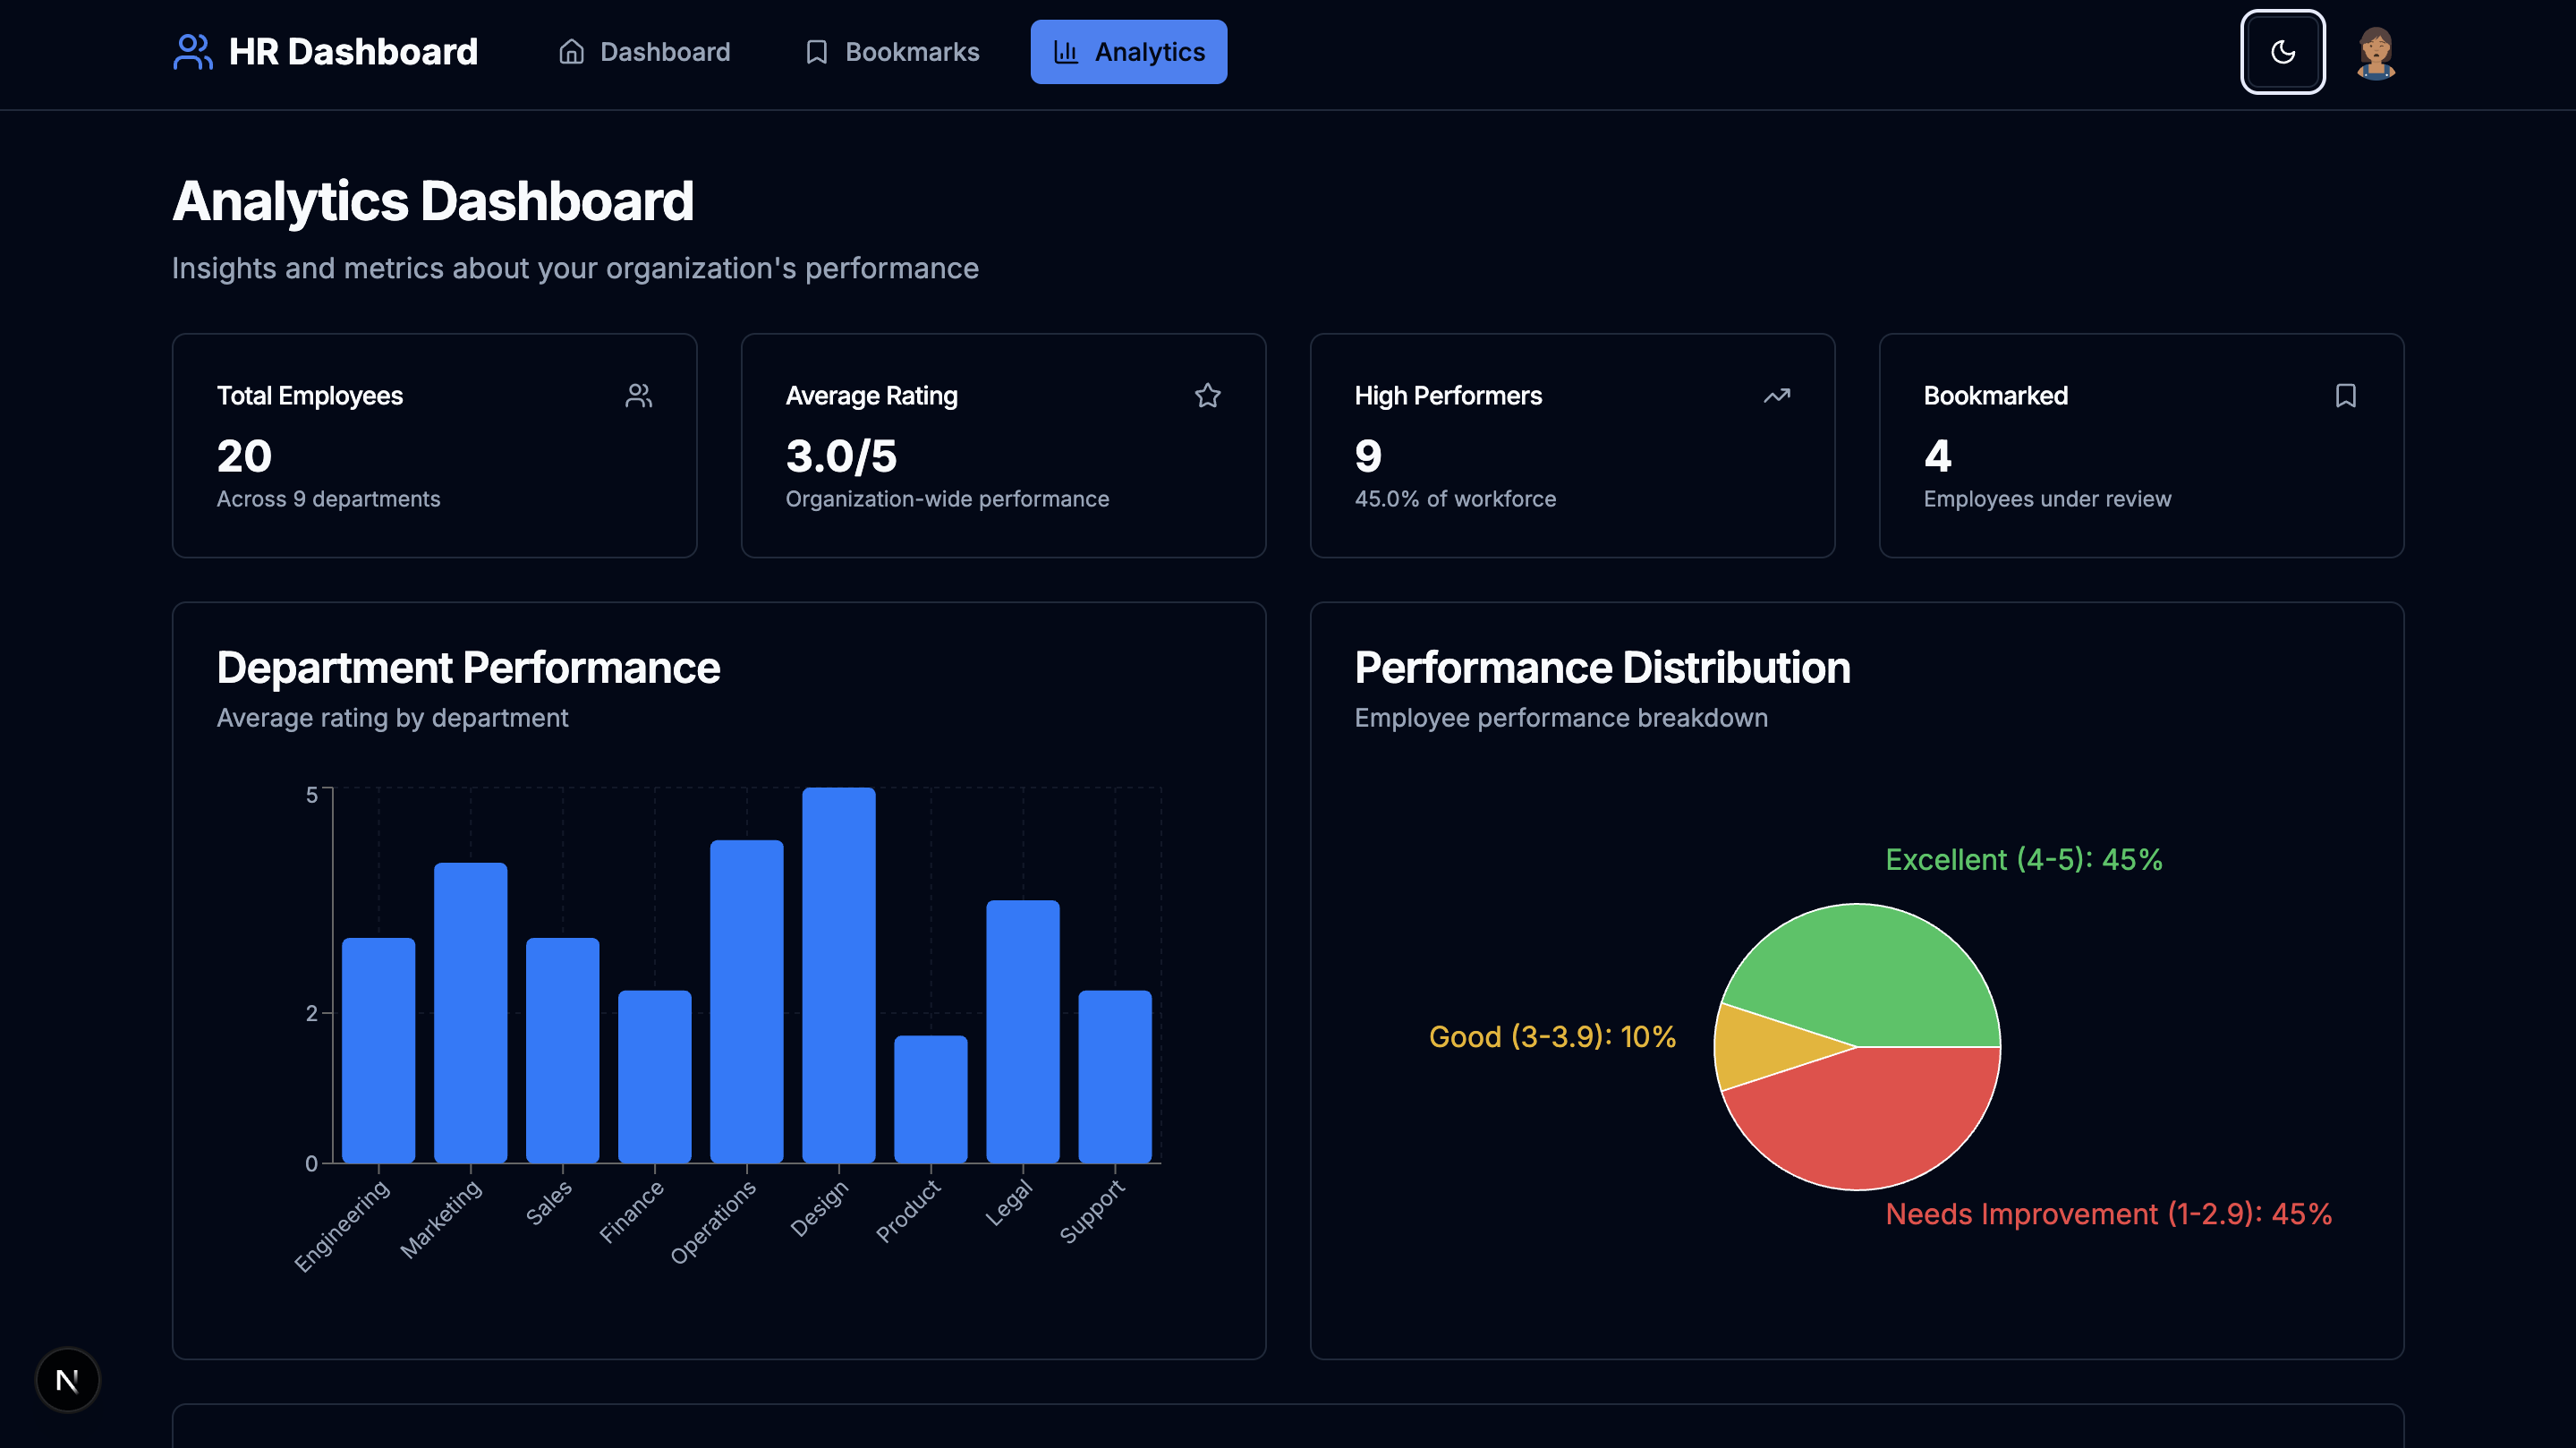 HR Dashboard
Dashboard
Bookmarks
Analytics
Analytics Dashboard
Insights and metrics about your organization's performance
Total Employees
20
Across 9 departments
Average Rating
3.0/5
Organization-wide performance
High Performers
9
45.0% of workforce
Bookmarked
4
Employees under review
Department Performance
Average rating by department
5
2
0
Engineering
Marketing
Sales
Finance
Operations
Design
Product
Legal
Support
Performance Distribution
Employee performance breakdown
Excellent (4-5): 45%
Good (3-3.9): 10%
Needs Improvement (1-2.9): 45%
N